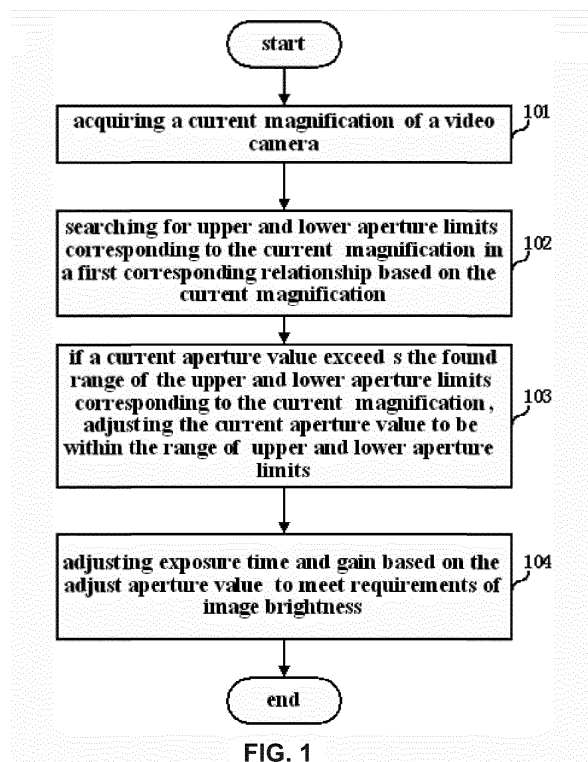 start
acquiring a current magnification of a video
camera
101
searching for upper and lower aperture limits
corresponding to the current magnification in
a first corresponding relationship based on the
current magnification
102
if a current aperture value exceed s the found
range of the upper and lower aperture limits
corresponding to the current magnification ,
adjusting the current aperture value to be
within the range of upper and lower aperture
limits
103
adjusting exposure time and gain based on the
adjust aperture value to meet requirements of
image brightness
104
end
FIG. 1